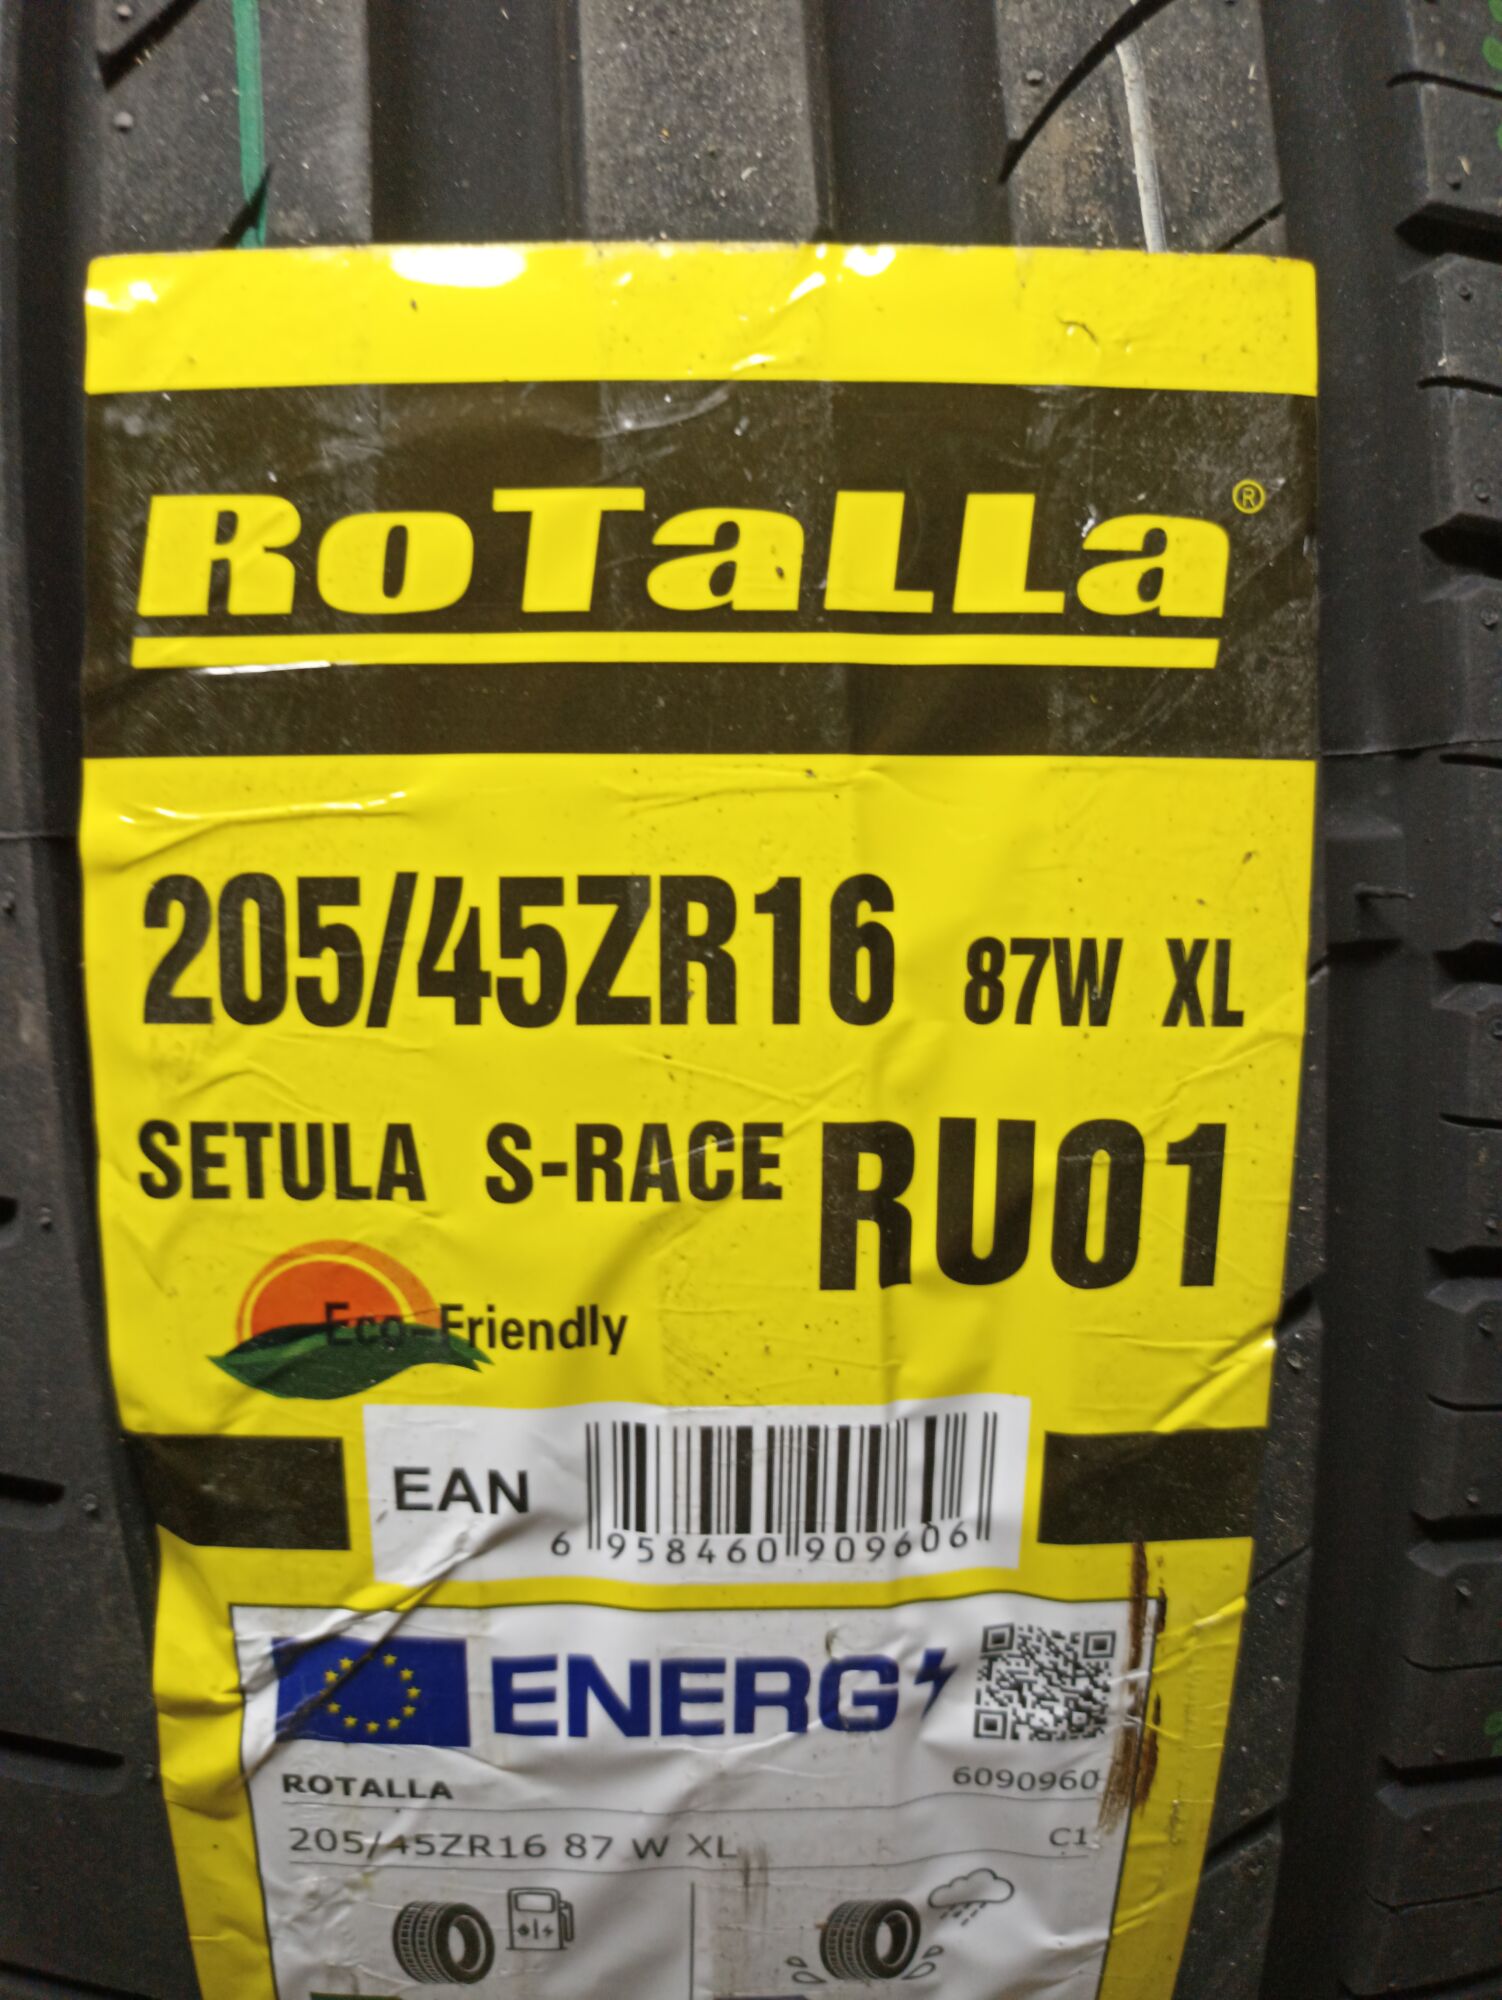 RoTaLLa®
205/45ZR16 87W XL
SETULA S-RACE RU01
Eco-Friendly
EAN
6 958460 909606
ENERG
ROTALLA 6090960
205/45ZR16 87 W XL C1